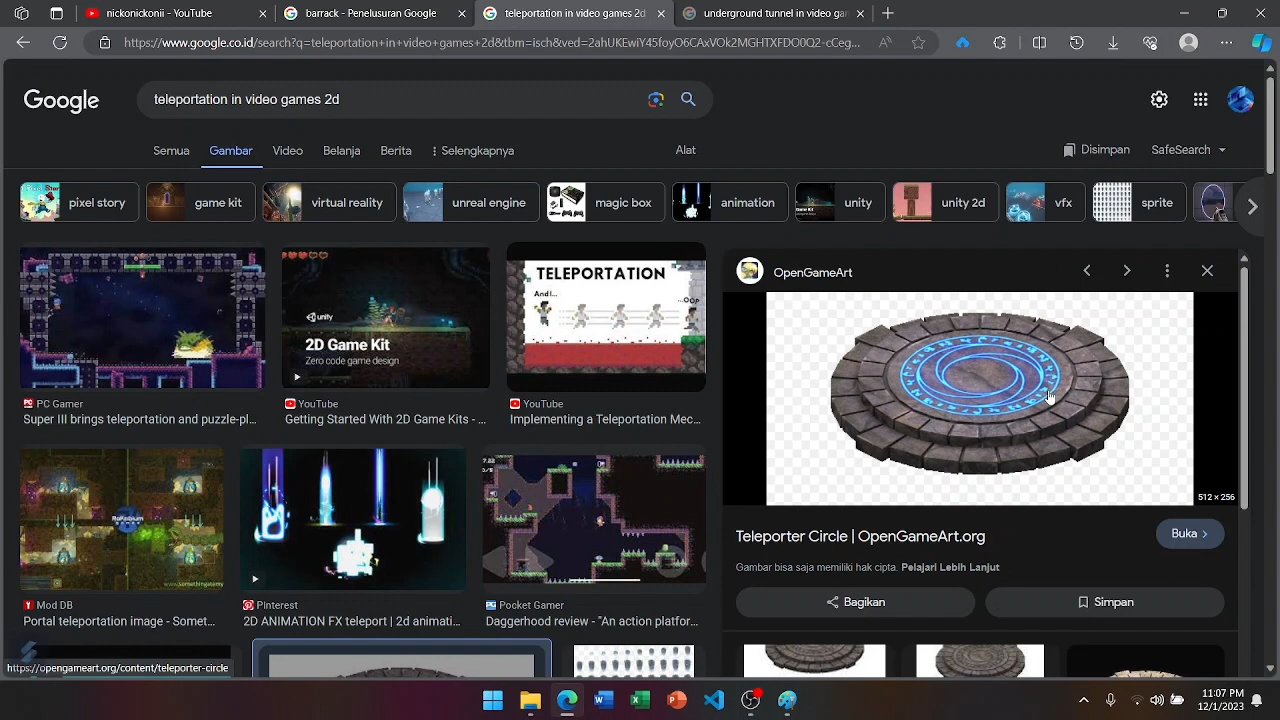 nickonickonii - YouTube
barrack - Penelusuran Google
teleportation in video games 2d
underground tunnel in video gan
https://www.google.co.id/search?q=teleportation+in+video+games+2d&tbm=isch&ved=2ahUKEwiY45foyO6CAxVOk2MGHTXFDO0Q2-cCeg...
Google
teleportation in video games 2d
Semua
Gambar
Video
Belanja
Berita
Selengkapnya
Alat
Disimpan
SafeSearch
pixel story
game kit
virtual reality
unreal engine
magic box
animation
unity
unity 2d
vfx
sprite
unity
2D Game Kit
Zero code game design
TELEPORTATION
And I...
...OOP
OpenGameArt
512 × 256
PC Gamer
Super III brings teleportation and puzzle-pl...
YouTube
Getting Started With 2D Game Kits - ...
YouTube
Implementing a Teleportation Mec...
Teleporter Circle | OpenGameArt.org
Buka
Gambar bisa saja memiliki hak cipta. Pelajari Lebih Lanjut
Bagikan
Simpan
Mod DB
Portal teleportation image - Somet...
Pinterest
2D ANIMATION FX teleport | 2d animati...
Pocket Gamer
Daggerhood review - "An action platfor...
https://opengameart.org/content/teleporter-circle
11:07 PM
12/1/2023